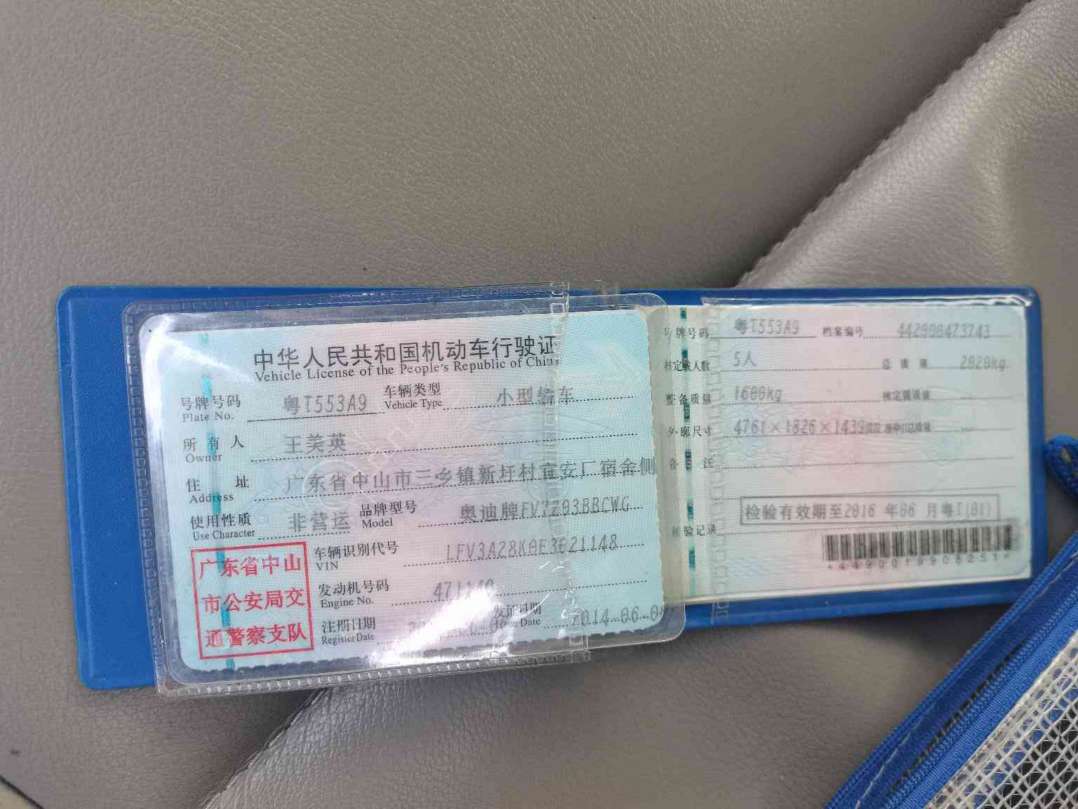 中华人民共和国机动车行驶证
Vehicle License of the People's Republic of China
号牌号码 Plate No. 粤T553A9 车辆类型 Vehicle Type 小型轿车
所有人 Owner 王美英
住址 Address 广东省中山市三乡镇新圩村宜安厂宿舍侧
使用性质 Use Character 非营运 品牌型号 Model 奥迪牌FV7203BBCWG
车辆识别代号 VIN LFV3A28K0E3021148
发动机号码 Engine No.
注册日期 Register Date 发证日期 Issue Date 2014-06-0
广东省中山
市公安局交
通警察支队
号牌号码 粤T553A9 档案编号 442908473743
核定载人数 5人 总质量 2020kg
整备质量 1600kg 核定载质量
外廓尺寸 4761×1826×1439
备注
检验记录
检验有效期至2016 年06 月粤T(01)
*4490019908251*